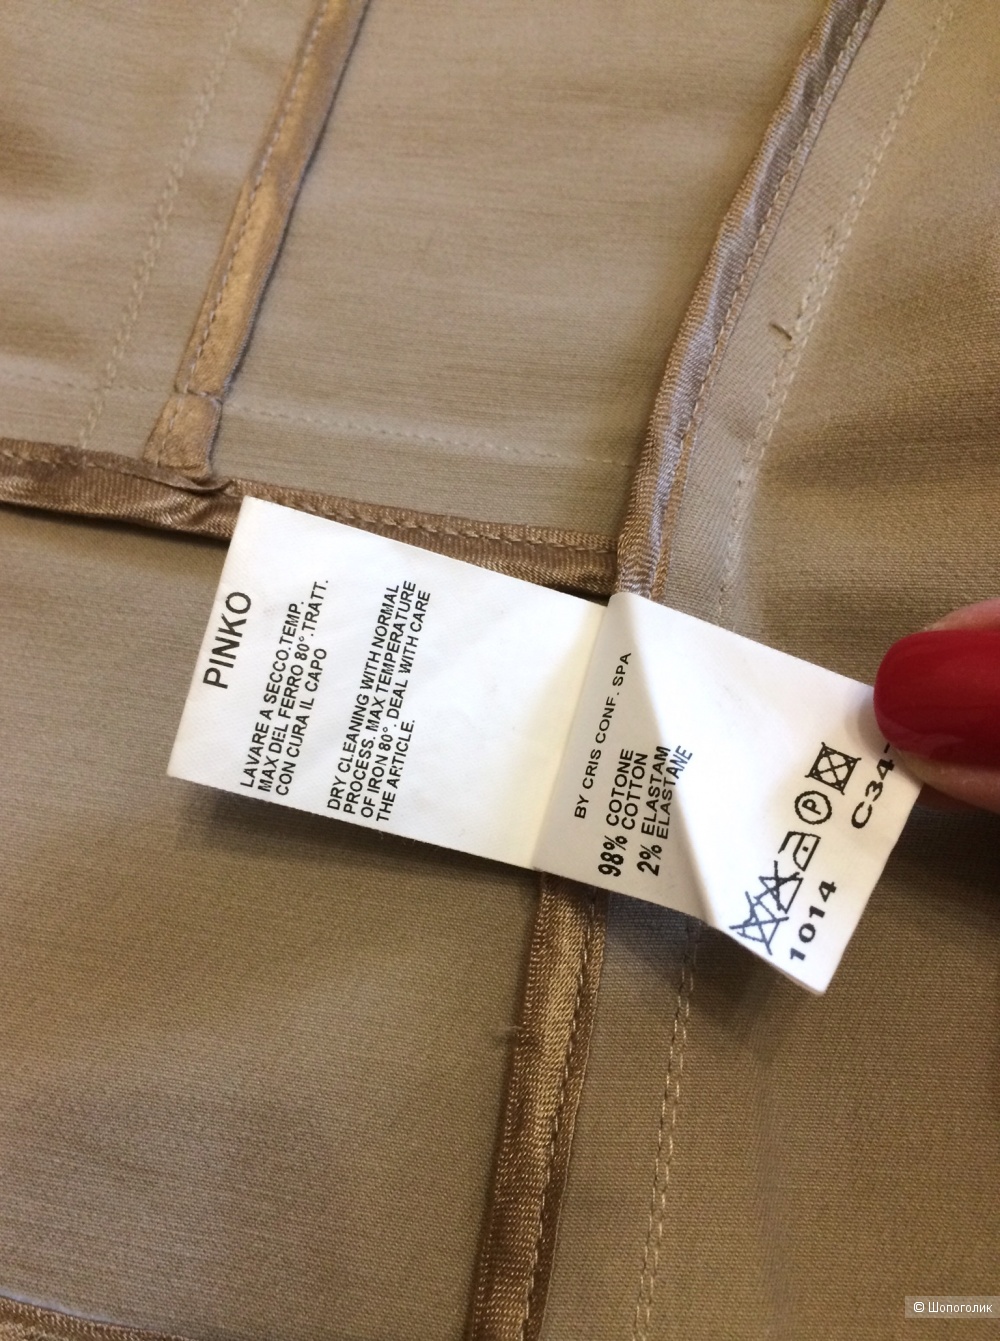 PINKO
LAVARE A SECCO.TEMP.
MAX DEL FERRO 80°.TRATT.
CON CURA IL CAPO
DRY CLEANING WITH NORMAL
PROCESS. MAX TEMPERATURE
OF IRON 80°. DEAL WITH CARE
THE ARTICLE.
BY CRIS CONF. SPA
98% COTONE
COTTON
2% ELASTAM
ELASTANE
P
1014
C34-
© Шопоголик